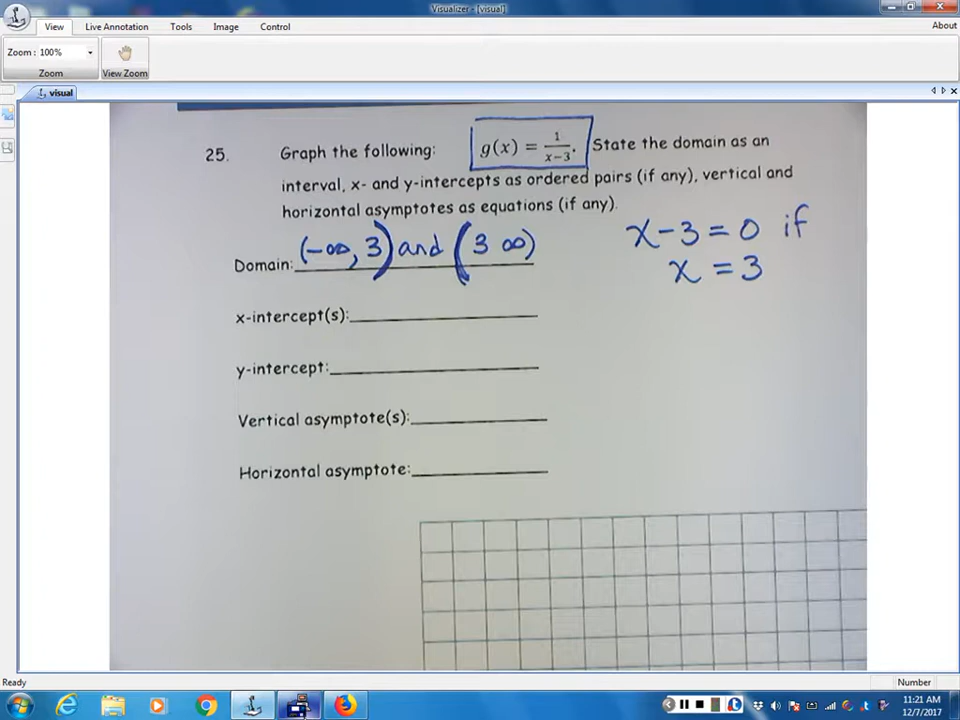 Visualizer - [visual]
View Live Annotation Tools Image Control About
Zoom : 100%
Zoom View Zoom
visual
25. Graph the following: g(x) = 1/(x−3). State the domain as an
interval, x- and y-intercepts as ordered pairs (if any), vertical and
horizontal asymptotes as equations (if any).
x − 3 = 0 if
Domain: (−∞, 3) and (3 ∞)
x = 3
x-intercept(s):
y-intercept:
Vertical asymptote(s):
Horizontal asymptote:
Ready Number
11:21 AM
12/7/2017